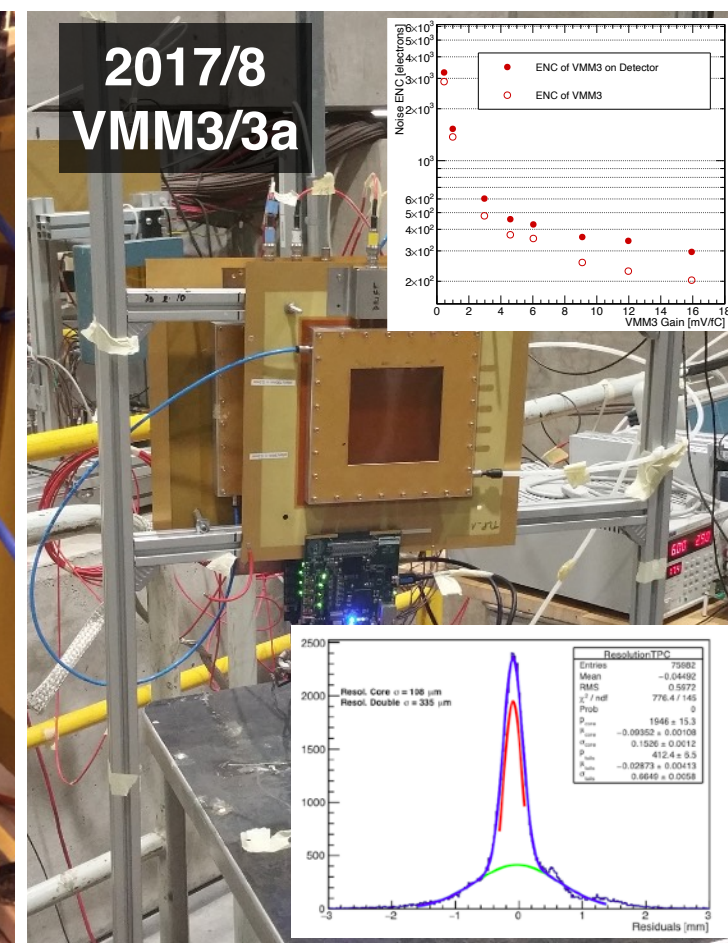 2017/8
VMM3/3a
Noise ENC [electrons]
6×10³
4×10³
3×10³
2×10³
10³
6×10²
5×10²
4×10²
3×10²
2×10²
ENC of VMM3 on Detector
ENC of VMM3
0 2 4 6 8 10 12 14 16 18
VMM3 Gain [mV/fC]
2500
2000
1500
1000
500
0
Resol. Core σ = 108 μm
Resol. Double σ = 335 μm
ResolutionTPC
Entries 75882
Mean -0.04492
RMS 0.5972
χ² / ndf 776.4 / 145
Prob 0
p core 1946 ± 15.3
-0.09352 ± 0.00108
σ core 0.1526 ± 0.0012
p tails 412.4 ± 5.5
-0.02873 ± 0.00413
σ tails 0.6649 ± 0.0058
−3 −2 −1 0 1 2 3
Residuals [mm]